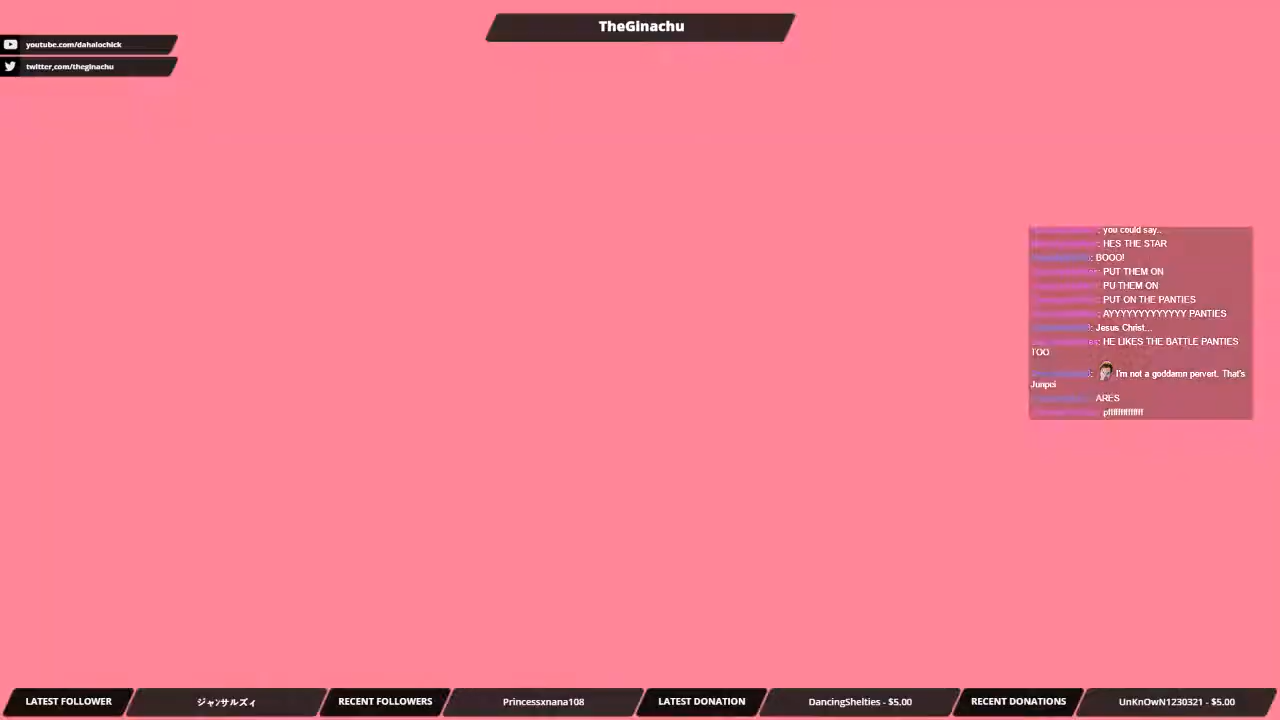 TheGinachu
youtube.com/dahalochick
twitter.com/theginachu
: you could say..
: HES THE STAR
: BOOO!
: PUT THEM ON
: PU THEM ON
: PUT ON THE PANTIES
: AYYYYYYYYYYYYY PANTIES
: Jesus Christ...
: HE LIKES THE BATTLE PANTIES
TOO
: I'm not a goddamn pervert. That's
Junpei
: ARES
: pffffffffffffff
LATEST FOLLOWER
ジャンサルズィ
RECENT FOLLOWERS
Princessxnana108
LATEST DONATION
DancingShelties - $5.00
RECENT DONATIONS
UnKnOwN1230321 - $5.00